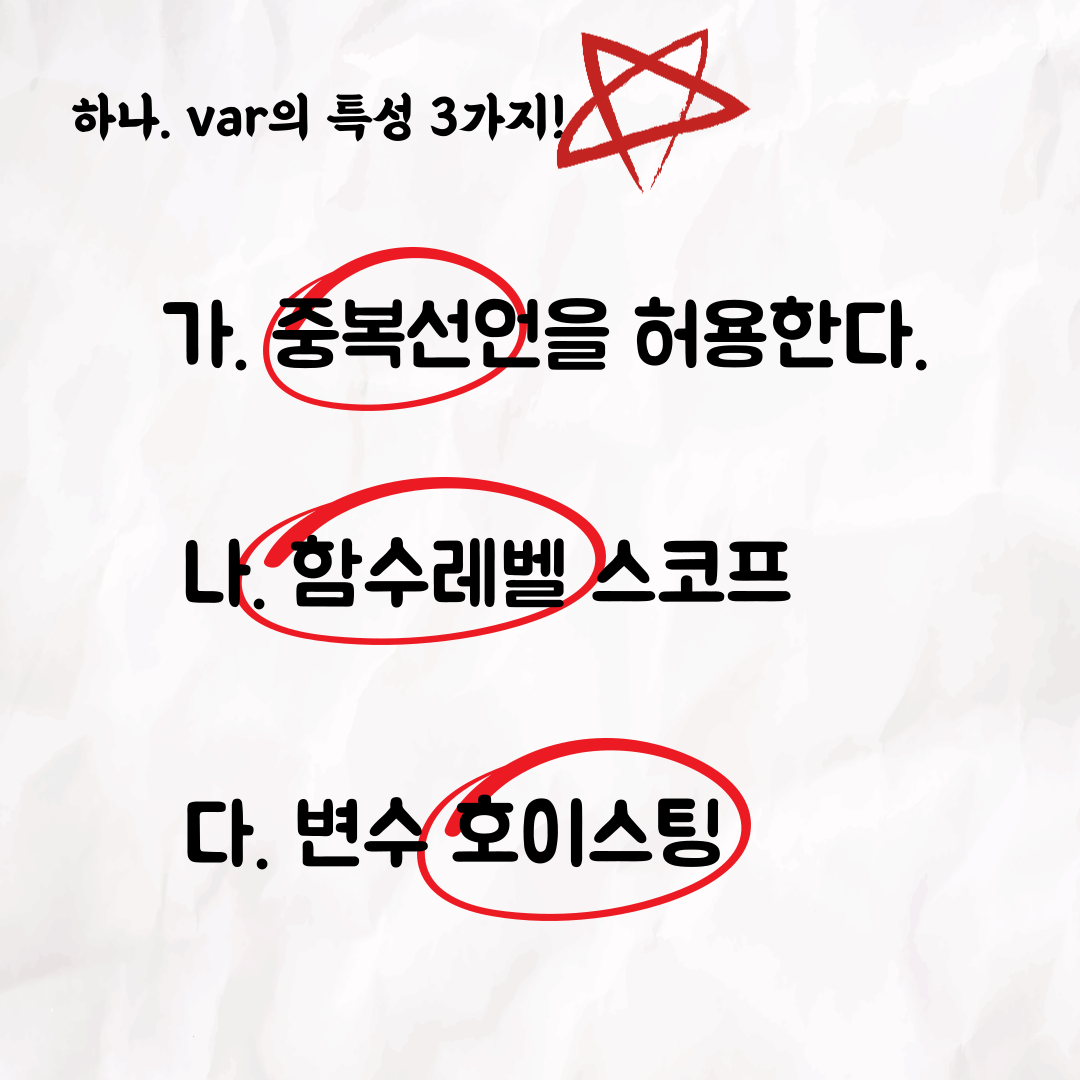 하나. var의 특성 3가지!
가. 중복선언을 허용한다.
나. 함수레벨 스코프
다. 변수 호이스팅